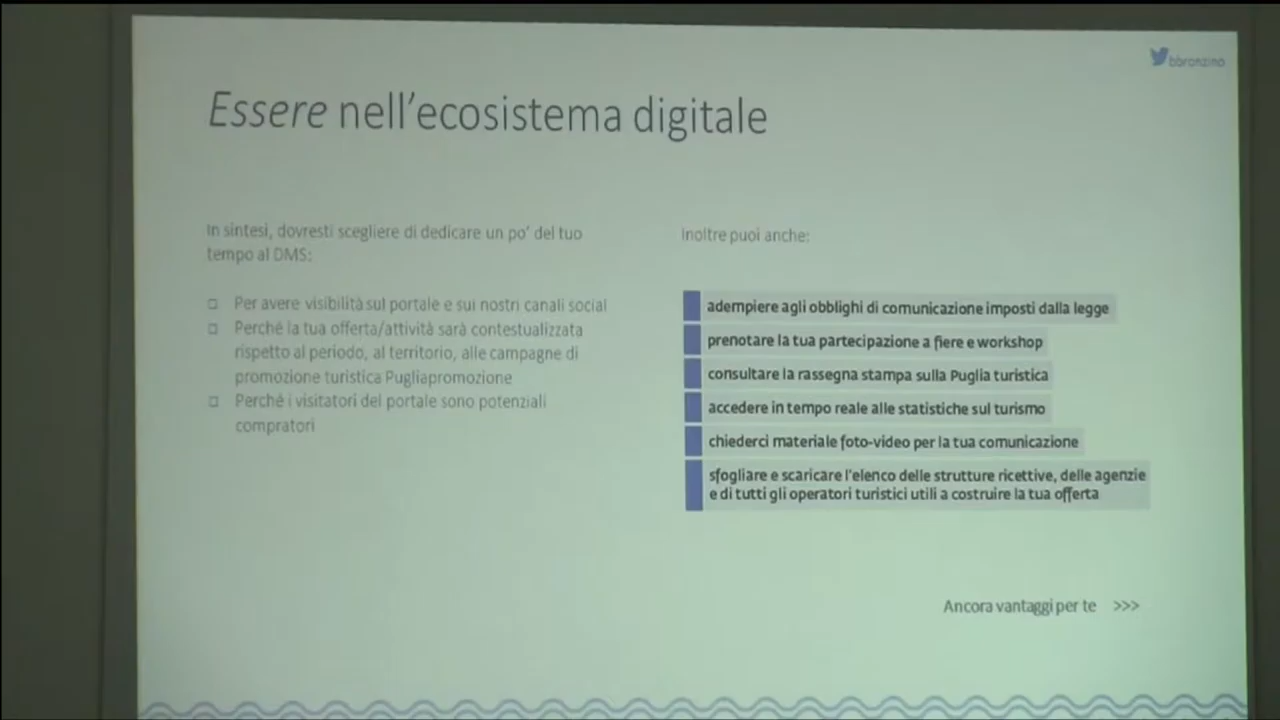 bbronzino
Essere nell'ecosistema digitale
In sintesi, dovresti scegliere di dedicare un po' del tuo
tempo al DMS:
Per avere visibilità sul portale e sui nostri canali social
Perché la tua offerta/attività sarà contestualizzata
rispetto al periodo, al territorio, alle campagne di
promozione turistica Pugliapromozione
Perché i visitatori del portale sono potenziali
compratori
Inoltre puoi anche:
adempiere agli obblighi di comunicazione imposti dalla legge
prenotare la tua partecipazione a fiere e workshop
consultare la rassegna stampa sulla Puglia turistica
accedere in tempo reale alle statistiche sul turismo
chiederci materiale foto-video per la tua comunicazione
sfogliare e scaricare l'elenco delle strutture ricettive, delle agenzie
e di tutti gli operatori turistici utili a costruire la tua offerta
Ancora vantaggi per te >>>